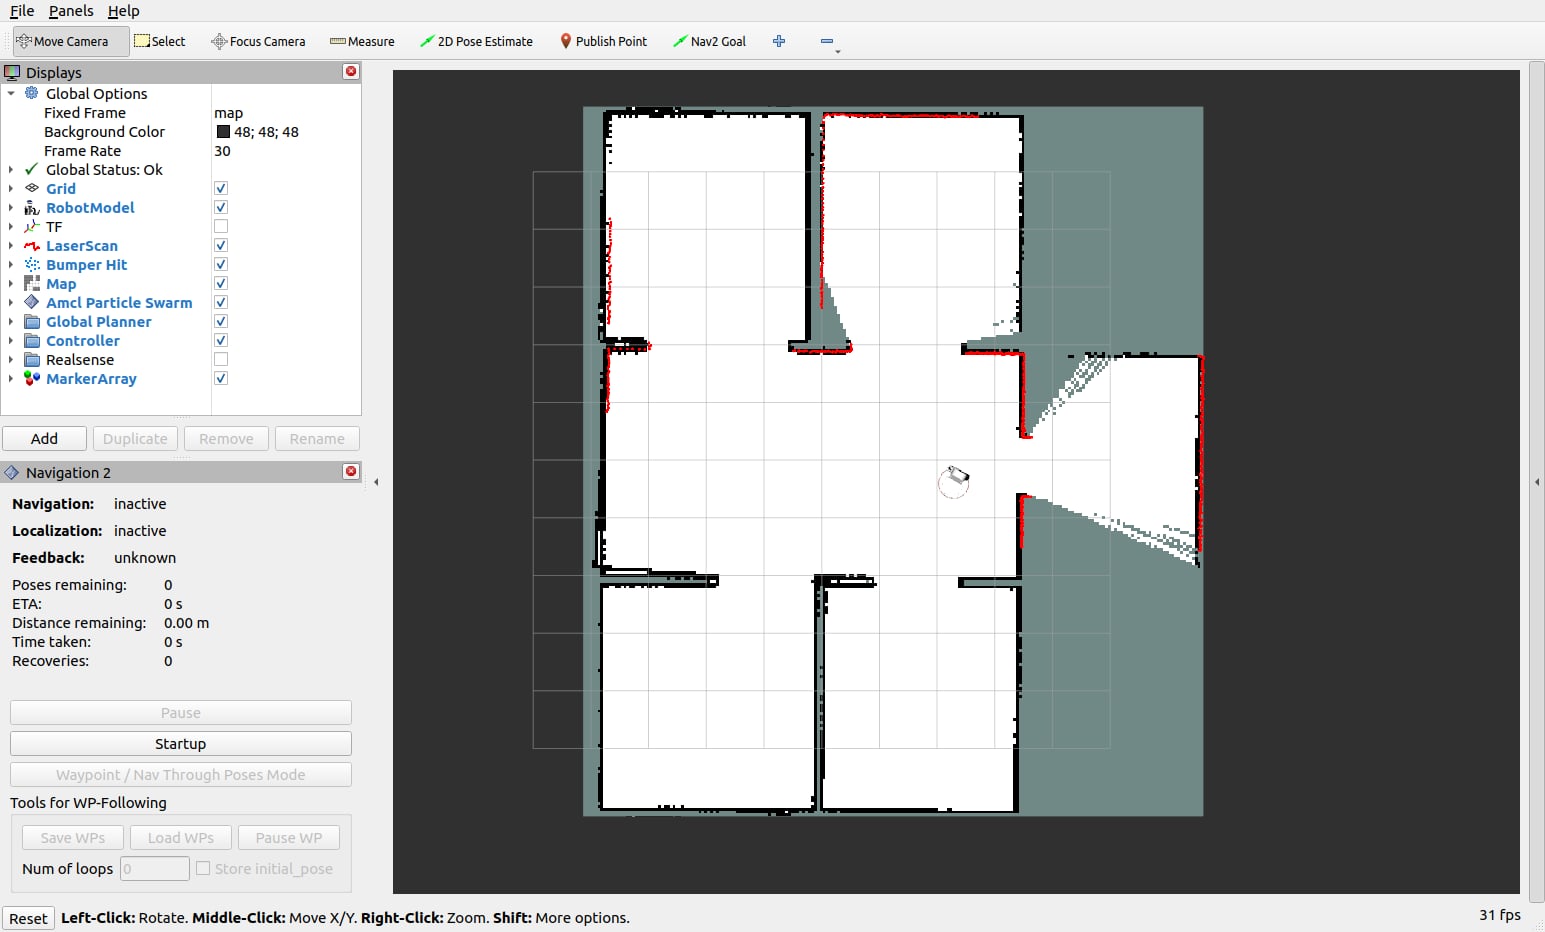 File Panels Help
Move Camera Select Focus Camera Measure 2D Pose Estimate Publish Point Nav2 Goal
Displays
Global Options
Fixed Frame map
Background Color 48; 48; 48
Frame Rate 30
Global Status: Ok
Grid
RobotModel
TF
LaserScan
Bumper Hit
Map
Amcl Particle Swarm
Global Planner
Controller
Realsense
MarkerArray
Add Duplicate Remove Rename
Navigation 2
Navigation: inactive
Localization: inactive
Feedback: unknown
Poses remaining: 0
ETA: 0 s
Distance remaining: 0.00 m
Time taken: 0 s
Recoveries: 0
Pause
Startup
Waypoint / Nav Through Poses Mode
Tools for WP-Following
Save WPs Load WPs Pause WP
Num of loops 0 Store initial_pose
Reset Left-Click: Rotate. Middle-Click: Move X/Y. Right-Click: Zoom. Shift: More options. 31 fps